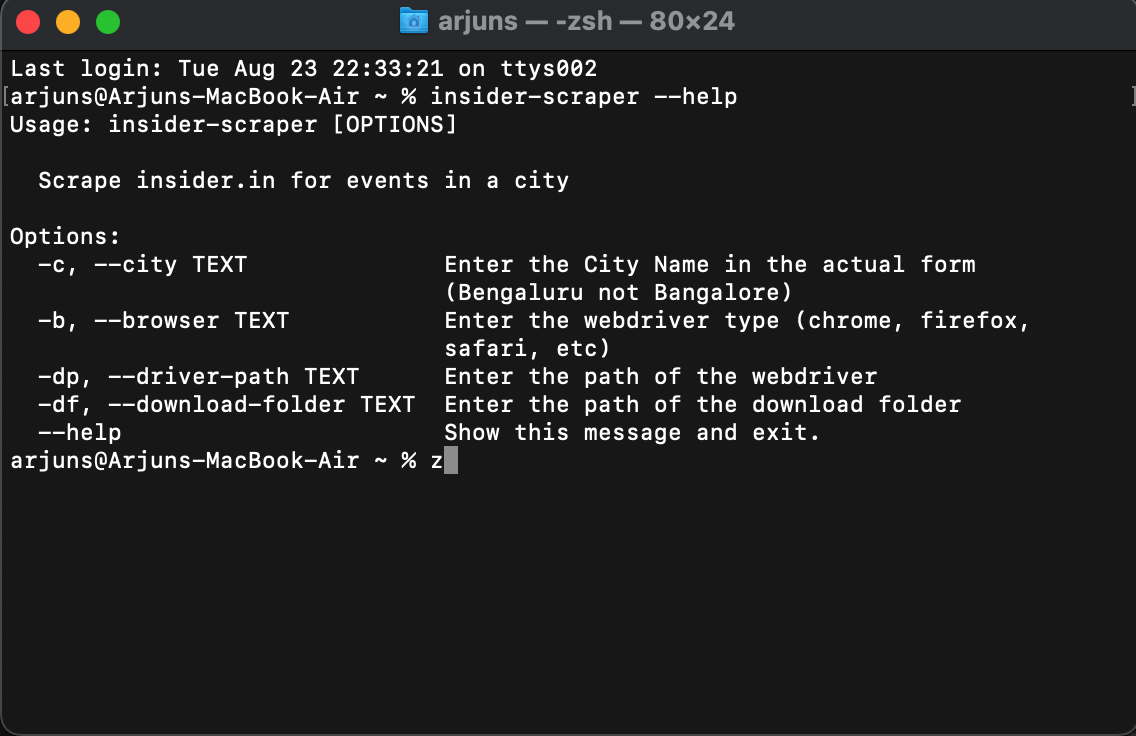 arjuns — -zsh — 80×24
Last login: Tue Aug 23 22:33:21 on ttys002
[arjuns@Arjuns-MacBook-Air ~ % insider-scraper --help ]
Usage: insider-scraper [OPTIONS]
Scrape insider.in for events in a city
Options:
-c, --city TEXT Enter the City Name in the actual form
(Bengaluru not Bangalore)
-b, --browser TEXT Enter the webdriver type (chrome, firefox,
safari, etc)
-dp, --driver-path TEXT Enter the path of the webdriver
-df, --download-folder TEXT Enter the path of the download folder
--help Show this message and exit.
arjuns@Arjuns-MacBook-Air ~ % z